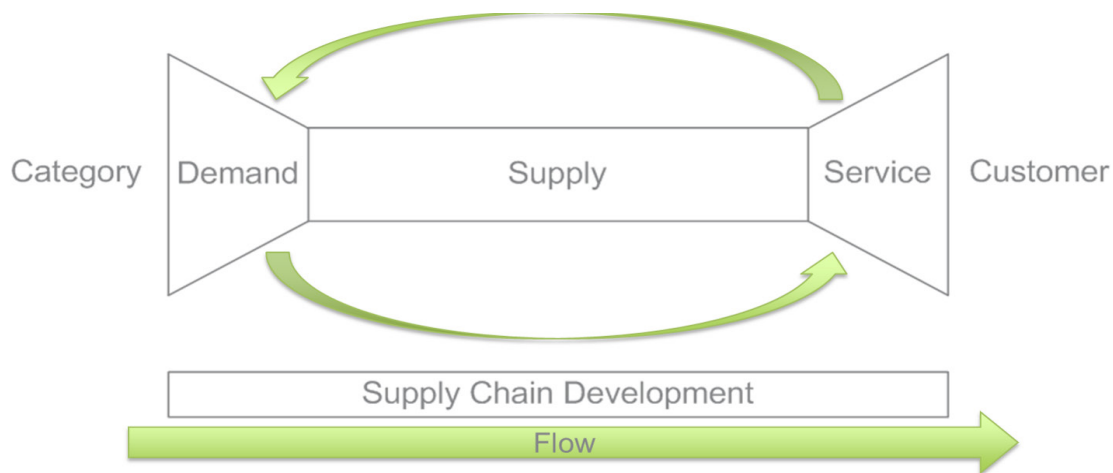 Category
Demand
Supply
Service
Customer
Supply Chain Development
Flow